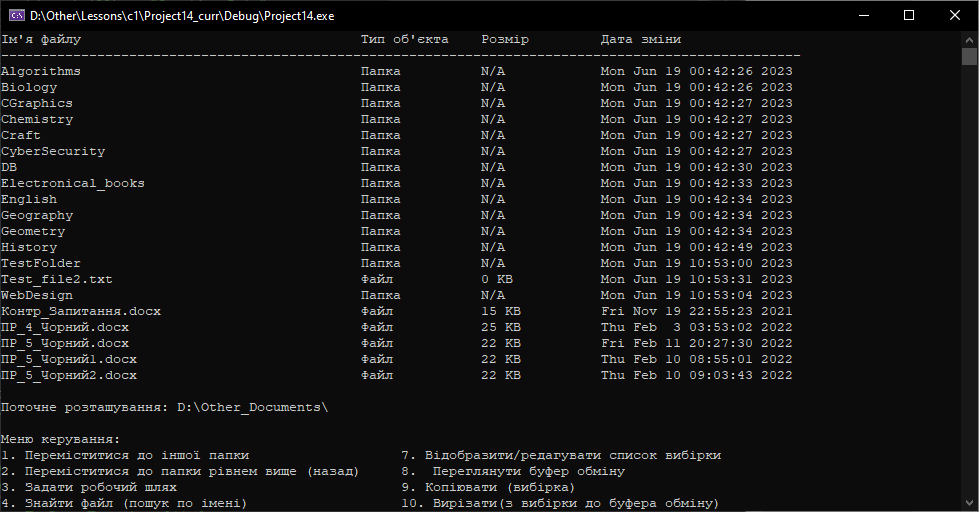 D:\Other\Lessons\c1\Project14_curr\Debug\Project14.exe
Ім'я файлу Тип об'єкта Розмір Дата зміни
----------------------------------------------------------------------------------------------------
Algorithms Папка N/A Mon Jun 19 00:42:26 2023
Biology Папка N/A Mon Jun 19 00:42:26 2023
CGraphics Папка N/A Mon Jun 19 00:42:27 2023
Chemistry Папка N/A Mon Jun 19 00:42:27 2023
Craft Папка N/A Mon Jun 19 00:42:27 2023
CyberSecurity Папка N/A Mon Jun 19 00:42:27 2023
DB Папка N/A Mon Jun 19 00:42:30 2023
Electronical_books Папка N/A Mon Jun 19 00:42:33 2023
English Папка N/A Mon Jun 19 00:42:34 2023
Geography Папка N/A Mon Jun 19 00:42:34 2023
Geometry Папка N/A Mon Jun 19 00:42:34 2023
History Папка N/A Mon Jun 19 00:42:49 2023
TestFolder Папка N/A Mon Jun 19 10:53:00 2023
Test_file2.txt Файл 0 KB Mon Jun 19 10:53:31 2023
WebDesign Папка N/A Mon Jun 19 10:53:04 2023
Контр_Запитання.docx Файл 15 KB Fri Nov 19 22:55:23 2021
ПР_4_Чорний.docx Файл 25 KB Thu Feb  3 03:53:02 2022
ПР_5_Чорний.docx Файл 22 KB Fri Feb 11 20:27:30 2022
ПР_5_Чорний1.docx Файл 22 KB Thu Feb 10 08:55:01 2022
ПР_5_Чорний2.docx Файл 22 KB Thu Feb 10 09:03:43 2022
Поточне розташування: D:\Other_Documents\
Меню керування:
1. Переміститися до іншої папки 7. Відобразити/редагувати список вибірки
2. Переміститися до папки рівнем вище (назад) 8.  Переглянути буфер обміну
3. Задати робочий шлях 9. Копіювати (вибірка)
4. Знайти файл (пошук по імені) 10. Вирізати(з вибірки до буфера обміну)